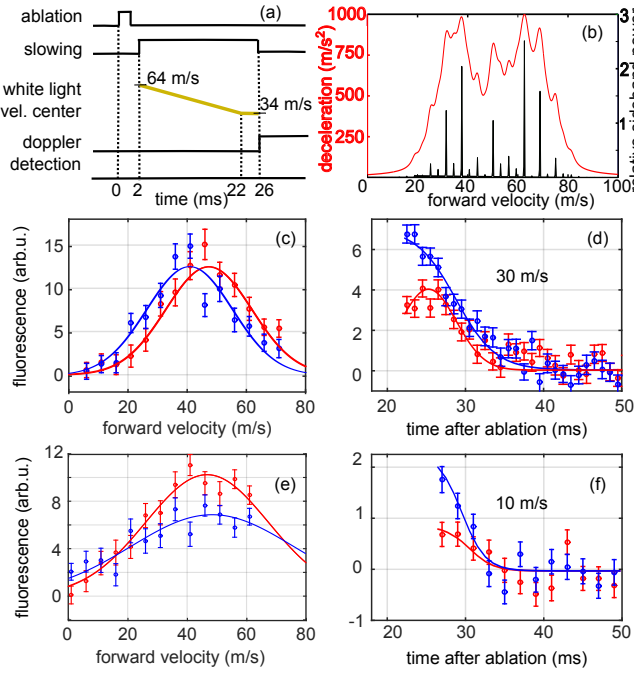 (a)
ablation
slowing
white light
vel. center
64 m/s
34 m/s
doppler
detection
0 2 22 26
time (ms)
(b)
deceleration (m/s²)
1000
750
500
250
0 20 40 60 80 100
forward velocity (m/s)
3
2
1
(c)
fluorescence (arb.u.)
15
10
5
0
0 20 40 60 80
forward velocity (m/s)
(d)
30 m/s
6
4
2
0
20 30 40 50
time after ablation (ms)
(e)
fluorescence (arb.u.)
12
8
4
0
0 20 40 60 80
forward velocity (m/s)
(f)
10 m/s
2
1
0
-1
20 30 40 50
time after ablation (ms)